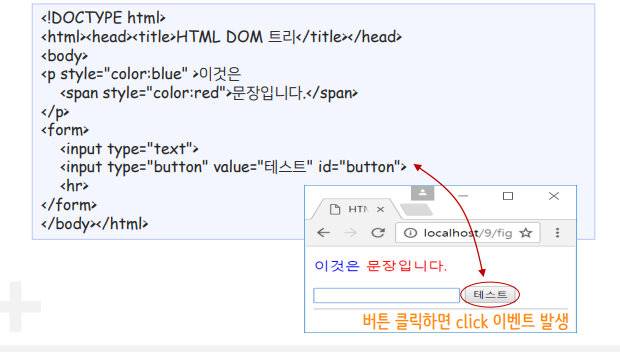 <!DOCTYPE html>
<html><head><title>HTML DOM 트리</title></head>
<body>
<p style="color:blue" >이것은
<span style="color:red">문장입니다.</span>
</p>
<form>
<input type="text">
<input type="button" value="테스트" id="button">
<hr>
</form>
</body></html>
HTM
localhost/9/fig
이것은 문장입니다.
테스트
버튼 클릭하면 click 이벤트 발생